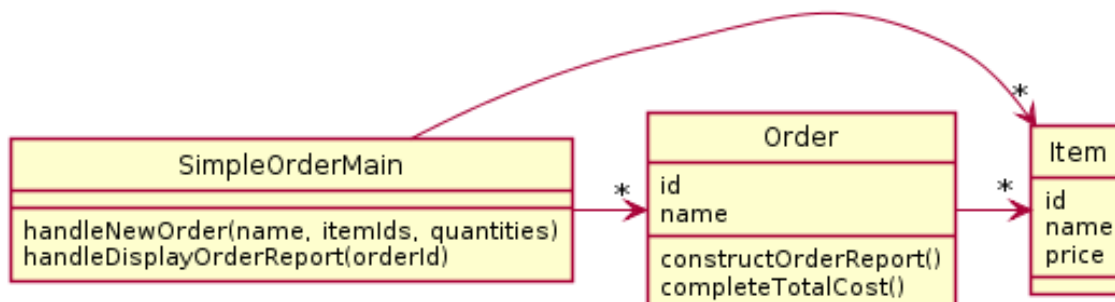 SimpleOrderMain
handleNewOrder(name, itemIds, quantities)
handleDisplayOrderReport(orderId)
*
Order
id
name
constructOrderReport()
completeTotalCost()
*
*
Item
id
name
price